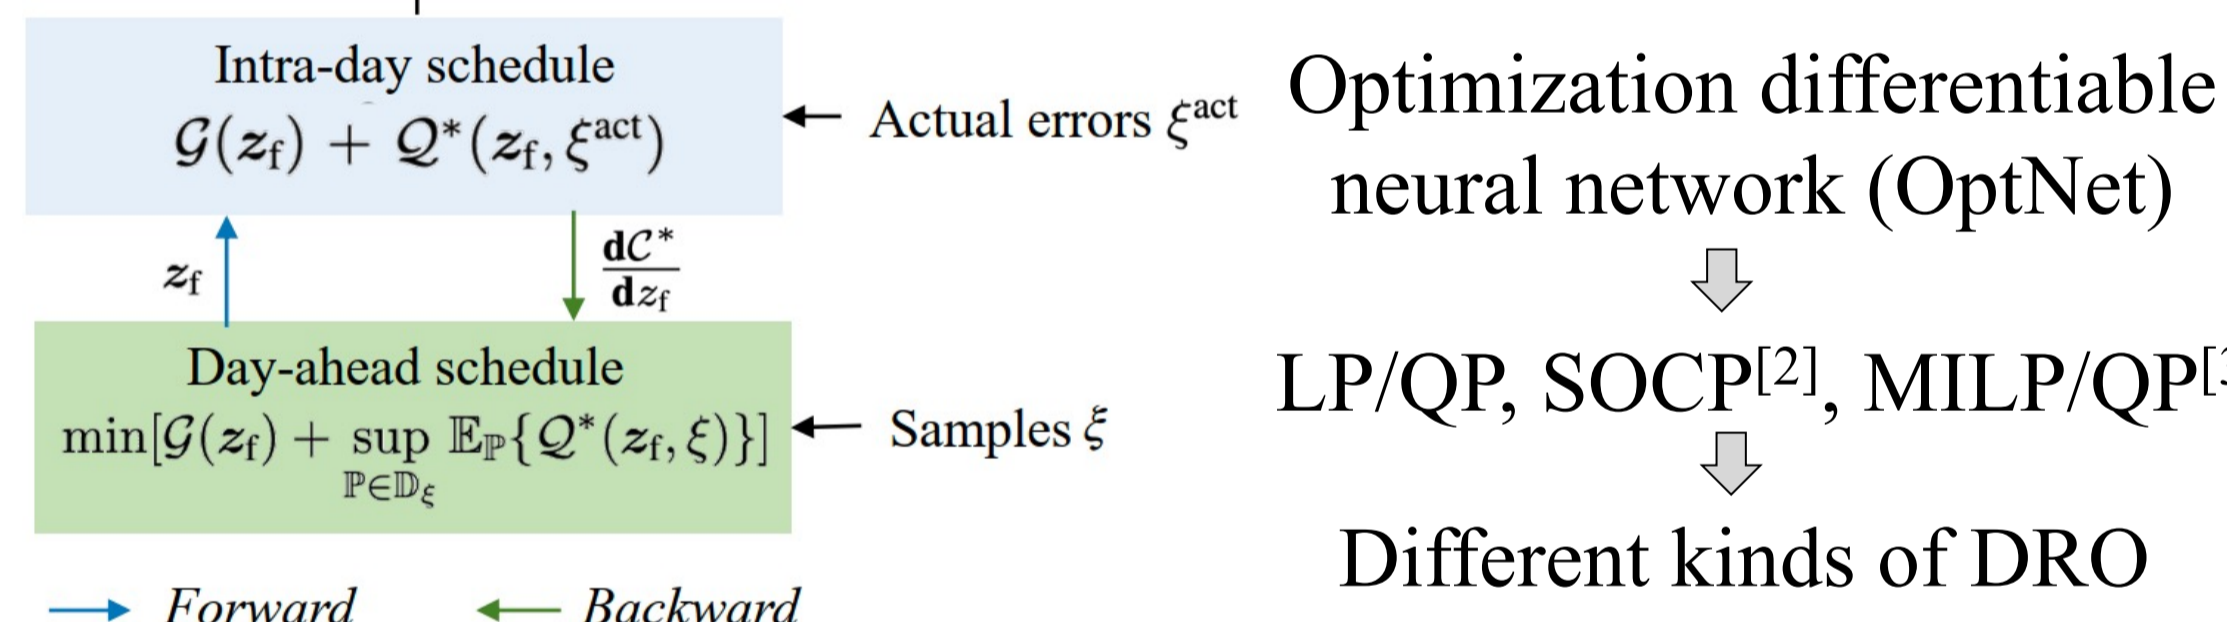 Intra-day schedule
𝒢(z_f) + 𝒬*(z_f, ξ^act)
Actual errors ξ^act
z_f
d𝒞*
dz_f
Day-ahead schedule
min[𝒢(z_f) + sup 𝔼_ℙ{𝒬*(z_f, ξ)}]
ℙ∈𝔻_ξ
Samples ξ
Forward
Backward
Optimization differentiable
neural network (OptNet)
LP/QP, SOCP[2], MILP/QP[
Different kinds of DRO